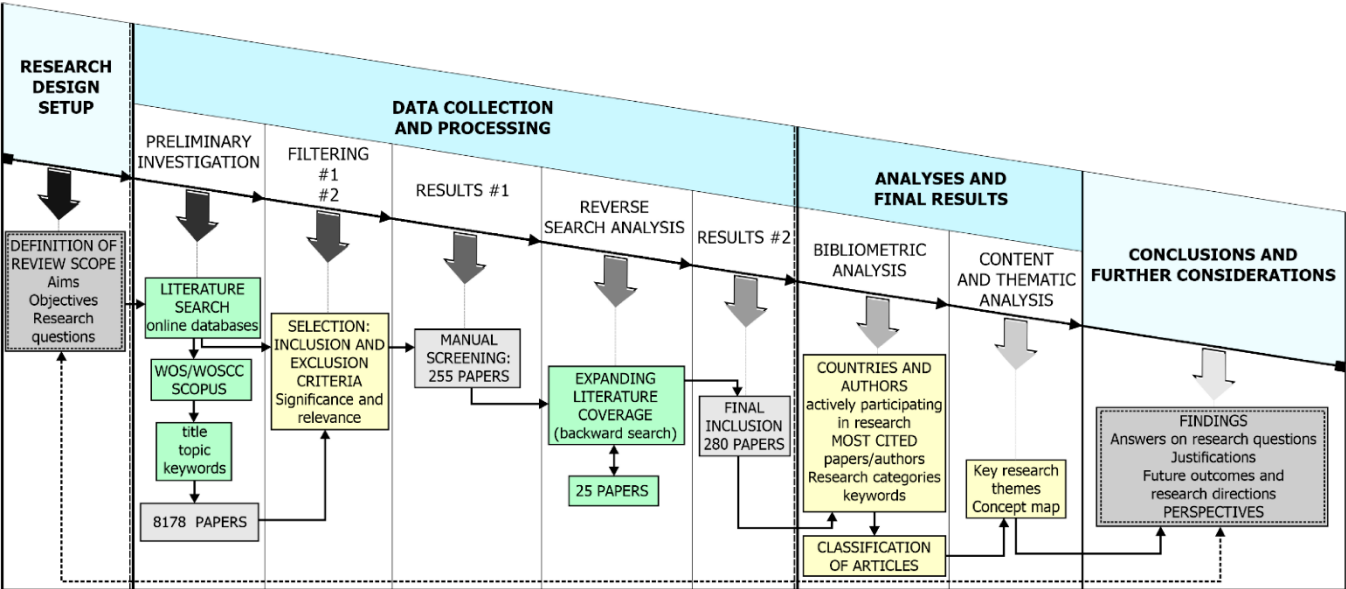 RESEARCH
DESIGN
SETUP
DATA COLLECTION
AND PROCESSING
ANALYSES AND
FINAL RESULTS
CONCLUSIONS AND
FURTHER CONSIDERATIONS
PRELIMINARY
INVESTIGATION
FILTERING
#1
#2
RESULTS #1
REVERSE
SEARCH ANALYSIS
RESULTS #2
BIBLIOMETRIC
ANALYSIS
CONTENT
AND THEMATIC
ANALYSIS
DEFINITION OF
REVIEW SCOPE
Aims
Objectives
Research
questions
LITERATURE
SEARCH
online databases
WOS/WOSCC
SCOPUS
title
topic
keywords
8178 PAPERS
SELECTION:
INCLUSION AND
EXCLUSION
CRITERIA
Significance and
relevance
MANUAL
SCREENING:
255 PAPERS
EXPANDING
LITERATURE
COVERAGE
(backward search)
25 PAPERS
FINAL
INCLUSION
280 PAPERS
COUNTRIES AND
AUTHORS
actively participating
in research
MOST CITED
papers/authors
Research categories
keywords
CLASSIFICATION
OF ARTICLES
Key research
themes
Concept map
FINDINGS
Answers on research questions
Justifications
Future outcomes and
research directions
PERSPECTIVES